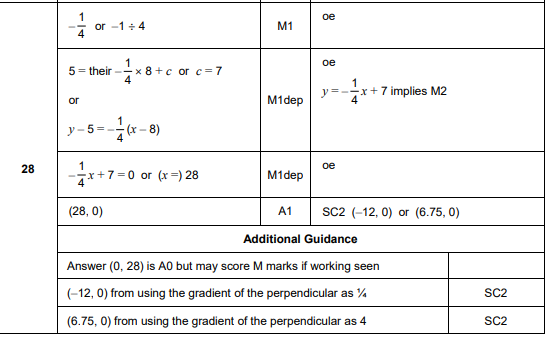 −1/4 or −1 ÷ 4 M1 oe
5 = their −1/4 × 8 + c or c = 7 oe
or M1dep y = −1/4x + 7 implies M2
y − 5 = −1/4(x − 8)
28
−1/4x + 7 = 0 or (x =) 28 M1dep oe
(28, 0) A1 SC2 (−12, 0) or (6.75, 0)
Additional Guidance
Answer (0, 28) is A0 but may score M marks if working seen
(−12, 0) from using the gradient of the perpendicular as ¼ SC2
(6.75, 0) from using the gradient of the perpendicular as 4 SC2